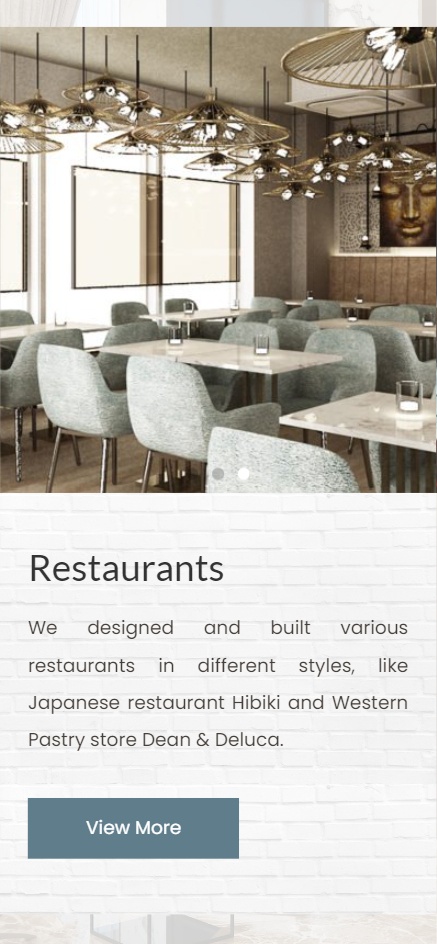 Restaurants
We designed and built various
restaurants in different styles, like
Japanese restaurant Hibiki and Western
Pastry store Dean & Deluca.
View More